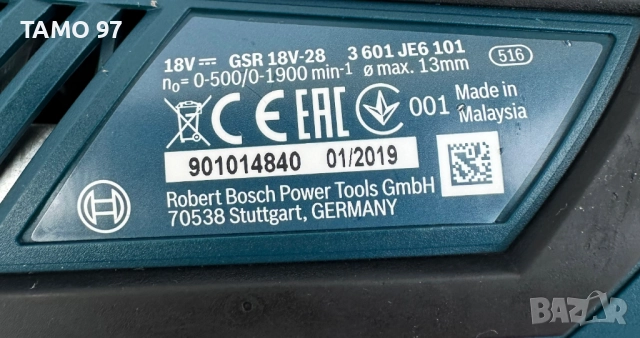 TAMO 97
18V GSR 18V-28 3 601 JE6 101
516
n₀= 0-500/0-1900 min⁻¹ ø max. 13mm
CE EAC 001 Made in
Malaysia
901014840 01/2019
Robert Bosch Power Tools GmbH
70538 Stuttgart, GERMANY
BAZAR